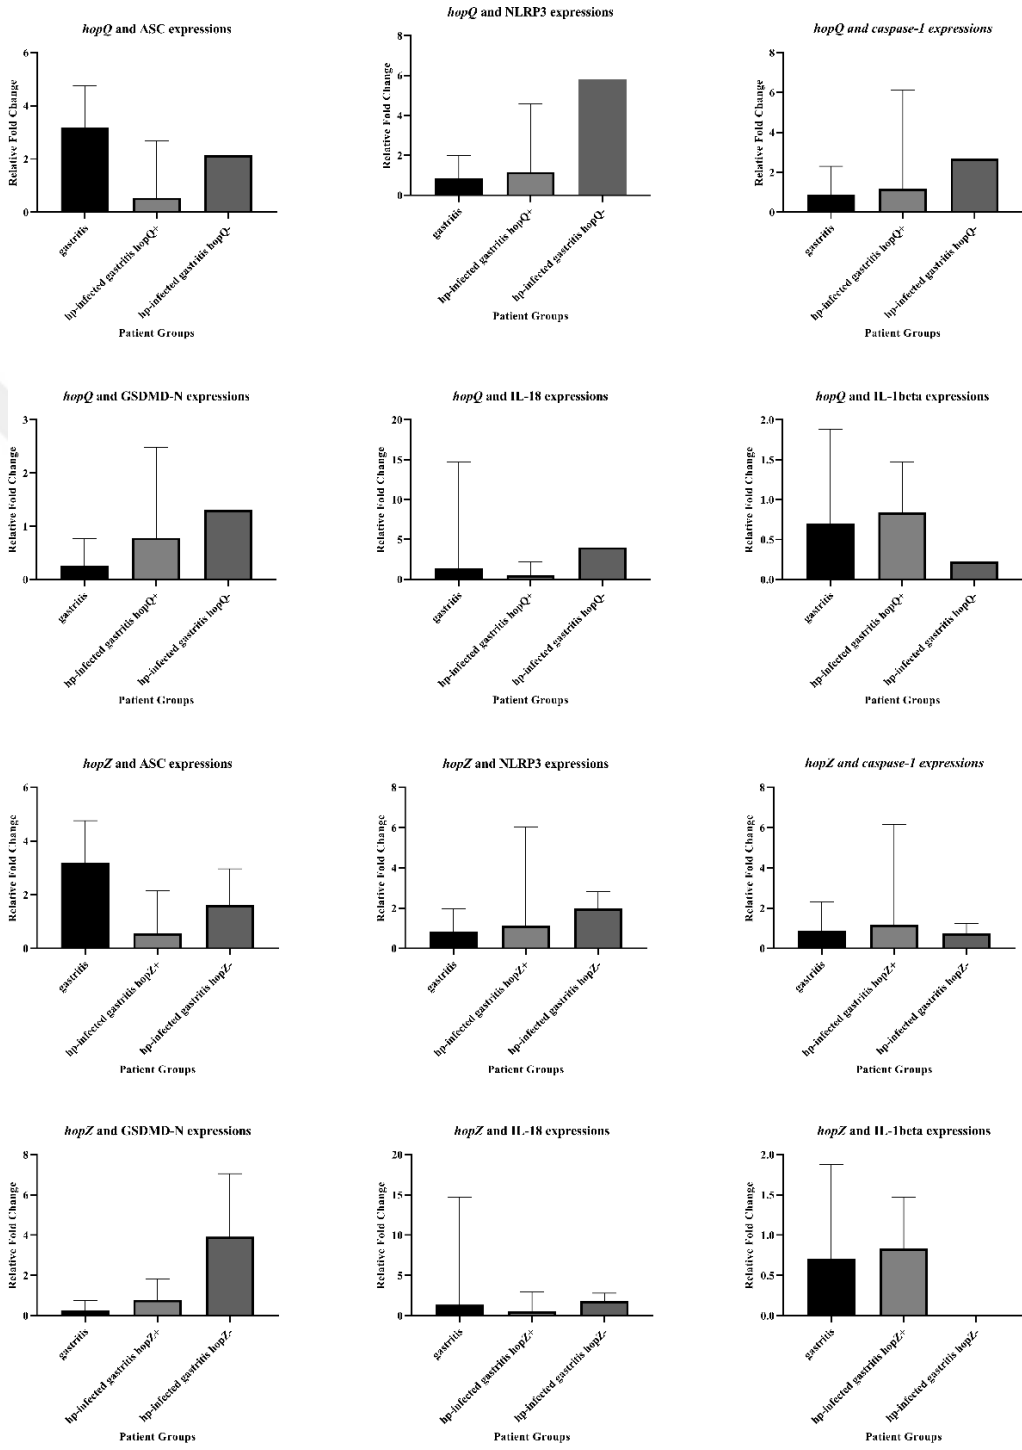 hopQ and ASC expressions
Relative Fold Change
6
4
2
0
gastritis
hp-infected gastritis hopQ+
hp-infected gastritis hopQ-
Patient Groups
hopQ and NLRP3 expressions
Relative Fold Change
8
6
4
2
0
gastritis
hp-infected gastritis hopQ+
hp-infected gastritis hopQ-
Patient Groups
hopQ and caspase-1 expressions
Relative Fold Change
8
6
4
2
0
gastritis
hp-infected gastritis hopQ+
hp-infected gastritis hopQ-
Patient Groups
hopQ and GSDMD-N expressions
Relative Fold Change
3
2
1
0
gastritis
hp-infected gastritis hopQ+
hp-infected gastritis hopQ-
Patient Groups
hopQ and IL-18 expressions
Relative Fold Change
20
15
10
5
0
gastritis
hp-infected gastritis hopQ+
hp-infected gastritis hopQ-
Patient Groups
hopQ and IL-1beta expressions
Relative Fold Change
2.0
1.5
1.0
0.5
0.0
gastritis
hp-infected gastritis hopQ+
hp-infected gastritis hopQ-
Patient Groups
hopZ and ASC expressions
Relative Fold Change
6
4
2
0
gastritis
hp-infected gastritis hopZ+
hp-infected gastritis hopZ-
Patient Groups
hopZ and NLRP3 expressions
Relative Fold Change
8
6
4
2
0
gastritis
hp-infected gastritis hopZ+
hp-infected gastritis hopZ-
Patient Groups
hopZ and caspase-1 expressions
Relative Fold Change
8
6
4
2
0
gastritis
hp-infected gastritis hopZ+
hp-infected gastritis hopZ-
Patient Groups
hopZ and GSDMD-N expressions
Relative Fold Change
8
6
4
2
0
gastritis
hp-infected gastritis hopZ+
hp-infected gastritis hopZ-
Patient Groups
hopZ and IL-18 expressions
Relative Fold Change
20
15
10
5
0
gastritis
hp-infected gastritis hopZ+
hp-infected gastritis hopZ-
Patient Groups
hopZ and IL-1beta expressions
Relative Fold Change
2.0
1.5
1.0
0.5
0.0
gastritis
hp-infected gastritis hopZ+
hp-infected gastritis hopZ-
Patient Groups